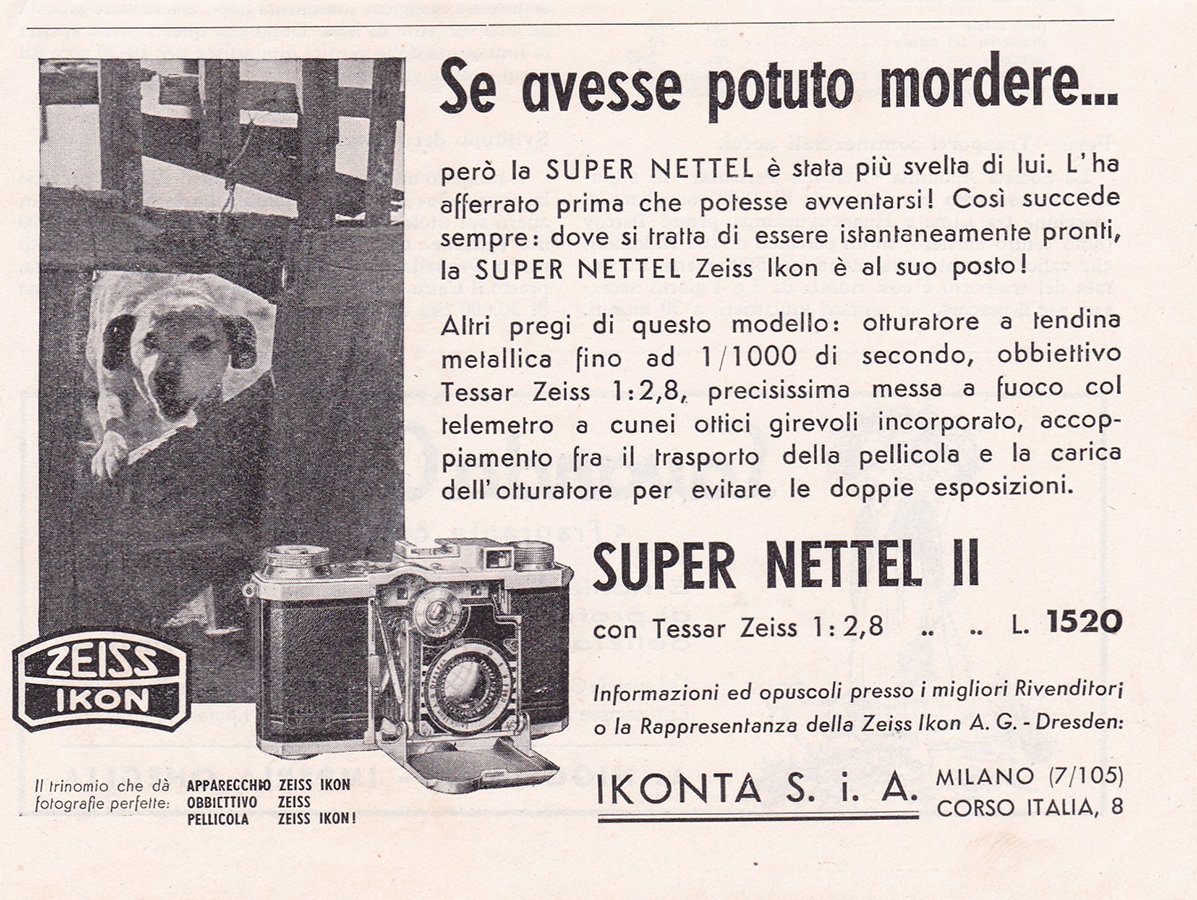 Se avesse potuto mordere...
però la SUPER NETTEL è stata più svelta di lui. L'ha
afferrato prima che potesse avventarsi! Così succede
sempre: dove si tratta di essere istantaneamente pronti,
la SUPER NETTEL Zeiss Ikon è al suo posto!
Altri pregi di questo modello: otturatore a tendina
metallica fino ad 1/1000 di secondo, obbiettivo
Tessar Zeiss 1:2,8, precisissima messa a fuoco col
telemetro a cunei ottici girevoli incorporato, accop-
piamento fra il trasporto della pellicola e la carica
dell'otturatore per evitare le doppie esposizioni.
SUPER NETTEL II
con Tessar Zeiss 1:2,8 .. .. L. 1520
Informazioni ed opuscoli presso i migliori Rivenditori
o la Rappresentanza della Zeiss Ikon A. G. - Dresden:
IKONTA S. i. A.
MILANO (7/105)
CORSO ITALIA, 8
ZEISS
IKON
Il trinomio che dà
fotografie perfette:
APPARECCHIO ZEISS IKON
OBBIETTIVO ZEISS
PELLICOLA ZEISS IKON!